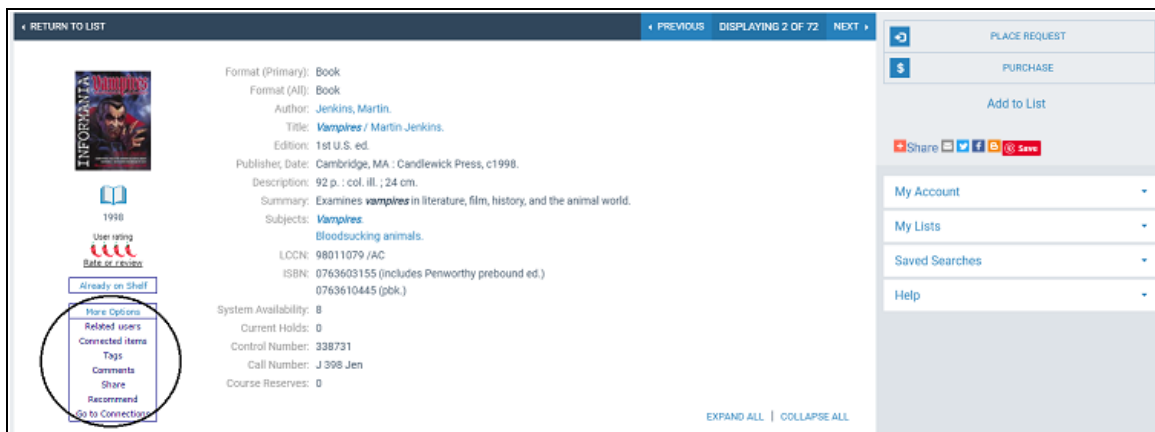 RETURN TO LIST
PREVIOUS DISPLAYING 2 OF 72 NEXT
INFORMANIA
Vampires
1998
User rating
Rate or review
Already on Shelf
More Options
Related users
Connected items
Tags
Comments
Share
Recommend
Go to Connections
Format (Primary): Book
Format (All): Book
Author: Jenkins, Martin.
Title: Vampires / Martin Jenkins.
Edition: 1st U.S. ed.
Publisher, Date: Cambridge, MA : Candlewick Press, c1998.
Description: 92 p. : col. ill. ; 24 cm.
Summary: Examines vampires in literature, film, history, and the animal world.
Subjects: Vampires.
Bloodsucking animals.
LCCN: 98011079 /AC
ISBN: 0763603155 (includes Penworthy prebound ed.)
0763610445 (pbk.)
System Availability: 8
Current Holds: 0
Control Number: 338731
Call Number: J 398 Jen
Course Reserves: 0
EXPAND ALL | COLLAPSE ALL
PLACE REQUEST
$ PURCHASE
Add to List
Share Save
My Account
My Lists
Saved Searches
Help